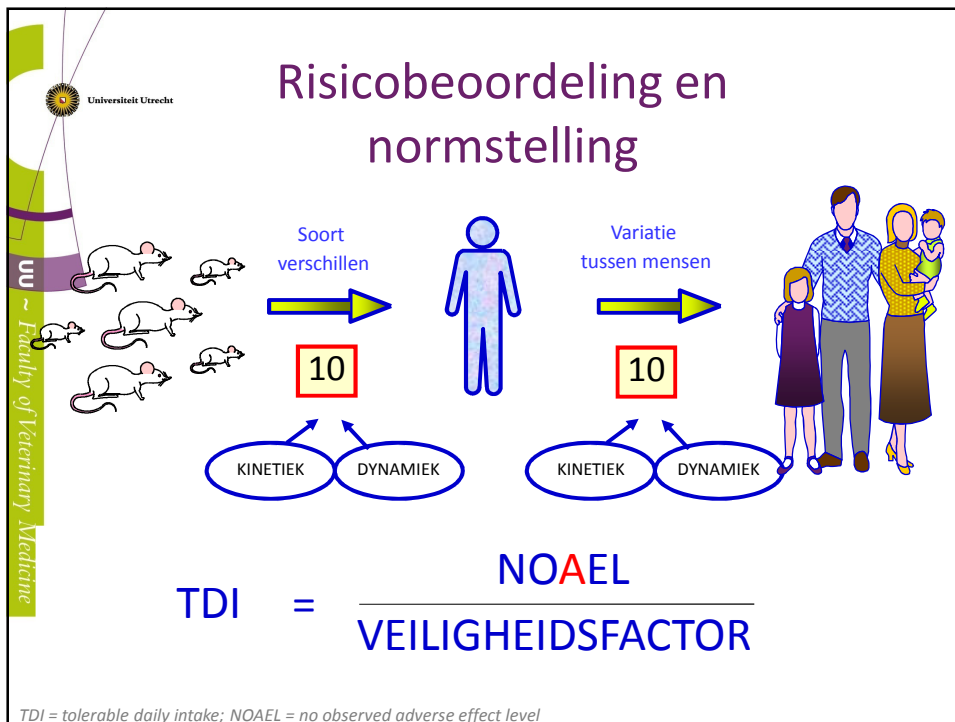 Universiteit Utrecht
Risicobeoordeling en
normstelling
Soort
verschillen
Variatie
tussen mensen
10
10
KINETIEK DYNAMIEK
KINETIEK DYNAMIEK
UU ~ Faculty of Veterinary Medicine
TDI = NOAEL
VEILIGHEIDSFACTOR
TDI = tolerable daily intake; NOAEL = no observed adverse effect level